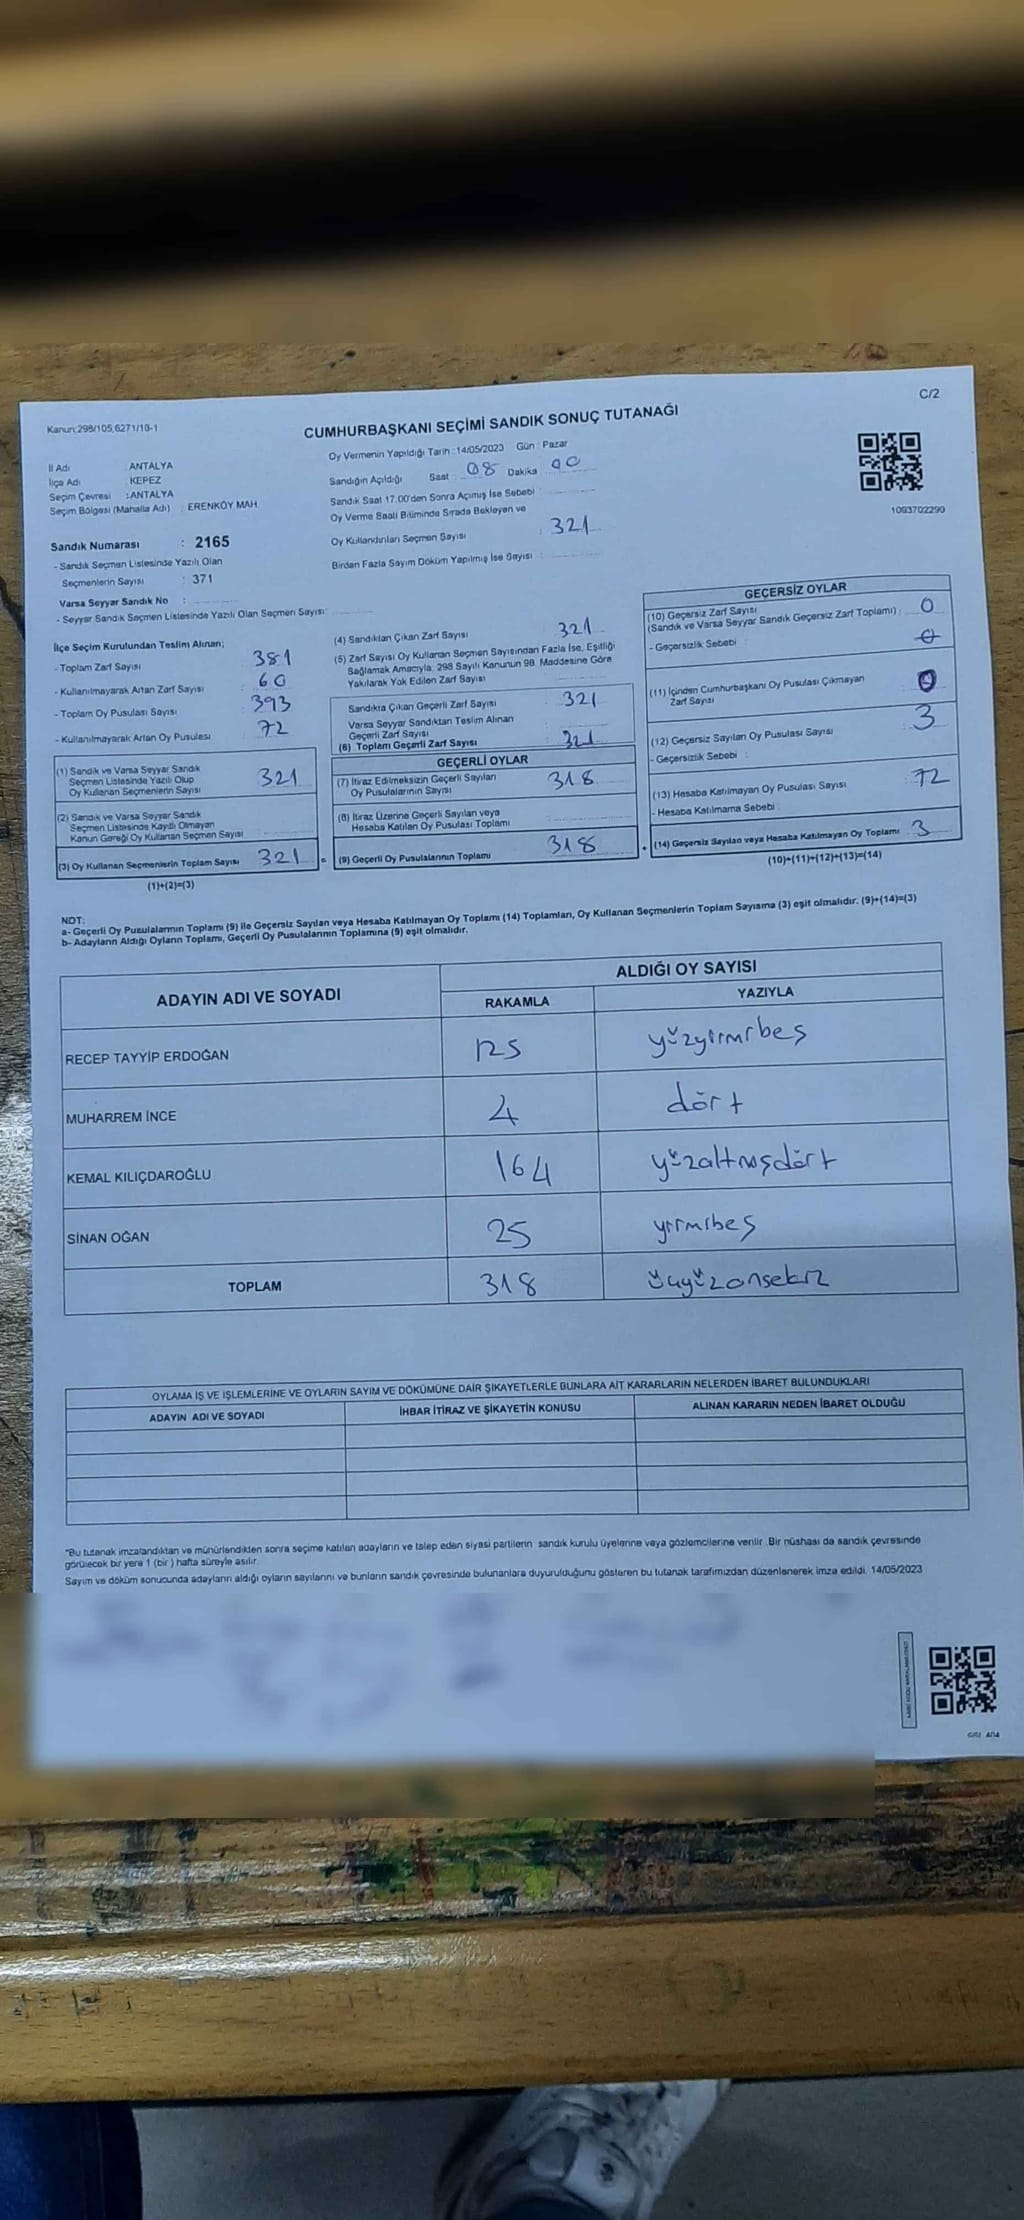 C/2
Kanun:298/105,6271/10-1
CUMHURBAŞKANI SEÇİMİ SANDIK SONUÇ TUTANAĞI
İl Adı : ANTALYA
İlçe Adı : KEPEZ
Seçim Çevresi : ANTALYA
Seçim Bölgesi (Mahalle Adı) : ERENKÖY MAH
Oy Vermenin Yapıldığı Tarih : 14/05/2023 Gün : Pazar
Sandığın Açıldığı Saat 08 Dakika 00
Sandık Saat 17.00'den Sonra Açılmış İse Sebebi :
Oy Verme Saati Bitiminde Sırada Bekleyen ve
Oy Kullandırılan Seçmen Sayısı : 321
Birden Fazla Sayım Döküm Yapılmış İse Sayısı :
1093702290
Sandık Numarası : 2165
- Sandık Seçmen Listesinde Yazılı Olan
Seçmenlerin Sayısı : 371
Varsa Seyyar Sandık No :
- Seyyar Sandık Seçmen Listesinde Yazılı Olan Seçmen Sayısı:
İlçe Seçim Kurulundan Teslim Alınan;
- Toplam Zarf Sayısı : 381
- Kullanılmayarak Artan Zarf Sayısı : 60
- Toplam Oy Pusulası Sayısı : 393
- Kullanılmayarak Artan Oy Pusulası : 72
(1) Sandık ve Varsa Seyyar Sandık
Seçmen Listesinde Yazılı Olup
Oy Kullanan Seçmenlerin Sayısı 321
(2) Sandık ve Varsa Seyyar Sandık
Seçmen Listesinde Kayıtlı Olmayan
Kanun Gereği Oy Kullanan Seçmen Sayısı
(3) Oy Kullanan Seçmenlerin Toplam Sayısı 321 =
(1)+(2)=(3)
(4) Sandıktan Çıkan Zarf Sayısı 321
(5) Zarf Sayısı Oy Kullanan Seçmen Sayısından Fazla İse, Eşitliği
Sağlamak Amacıyla: 298 Sayılı Kanunun 98. Maddesine Göre
Yakılarak Yok Edilen Zarf Sayısı
Sandıkta Çıkan Geçerli Zarf Sayısı : 321
Varsa Seyyar Sandıktan Teslim Alınan
Geçerli Zarf Sayısı
(6) Toplam Geçerli Zarf Sayısı : 321
GEÇERLİ OYLAR
(7) İtiraz Edilmeksizin Geçerli Sayılan
Oy Pusulalarının Sayısı : 318
(8) İtiraz Üzerine Geçerli Sayılan veya
Hesaba Katılan Oy Pusulası Toplamı
(9) Geçerli Oy Pusulalarının Toplamı 318 +
GEÇERSİZ OYLAR
(10) Geçersiz Zarf Sayısı
(Sandık ve Varsa Seyyar Sandık Geçersiz Zarf Toplamı) : 0
- Geçersizlik Sebebi : 0
(11) İçinden Cumhurbaşkanı Oy Pusulası Çıkmayan
Zarf Sayısı 0
(12) Geçersiz Sayılan Oy Pusulası Sayısı 3
- Geçersizlik Sebebi :
(13) Hesaba Katılmayan Oy Pusulası Sayısı 72
- Hesaba Katılmama Sebebi :
(14) Geçersiz Sayılan veya Hesaba Katılmayan Oy Toplamı 3
(10)+(11)+(12)+(13)=(14)
NOT:
a- Geçerli Oy Pusulalarının Toplamı (9) ile Geçersiz Sayılan veya Hesaba Katılmayan Oy Toplamı (14) Toplamları, Oy Kullanan Seçmenlerin Toplam Sayısına (3) eşit olmalıdır. (9)+(14)=(3)
b- Adayların Aldığı Oyların Toplamı, Geçerli Oy Pusulalarının Toplamına (9) eşit olmalıdır.
ADAYIN ADI VE SOYADI ALDIĞI OY SAYISI
RAKAMLA YAZIYLA
RECEP TAYYİP ERDOĞAN 125 yüzyirmibeş
MUHARREM İNCE 4 dört
KEMAL KILIÇDAROĞLU 164 yüzaltmışdört
SİNAN OĞAN 25 yirmibeş
TOPLAM 318 üçyüzonsekiz
OYLAMA İŞ VE İŞLEMLERİNE VE OYLARIN SAYIM VE DÖKÜMÜNE DAİR ŞİKAYETLERLE BUNLARA AİT KARARLARIN NELERDEN İBARET BULUNDUKLARI
ADAYIN ADI VE SOYADI İHBAR İTİRAZ VE ŞİKAYETİN KONUSU ALINAN KARARIN NEDEN İBARET OLDUĞU
"Bu tutanak imzalandıktan ve mühürlendikten sonra seçime katılan adayların ve talep eden siyasi partilerin sandık kurulu üyelerine veya gözlemcilerine verilir. Bir nüshası da sandık çevresinde
görülecek bir yere 1 (bir) hafta süreyle asılır.
Sayım ve döküm sonucunda adayların aldığı oyların sayılarını ve bunların sandık çevresinde bulunanlara duyurulduğunu gösteren bu tutanak tarafımızdan düzenlenerek imza edildi. 14/05/2023